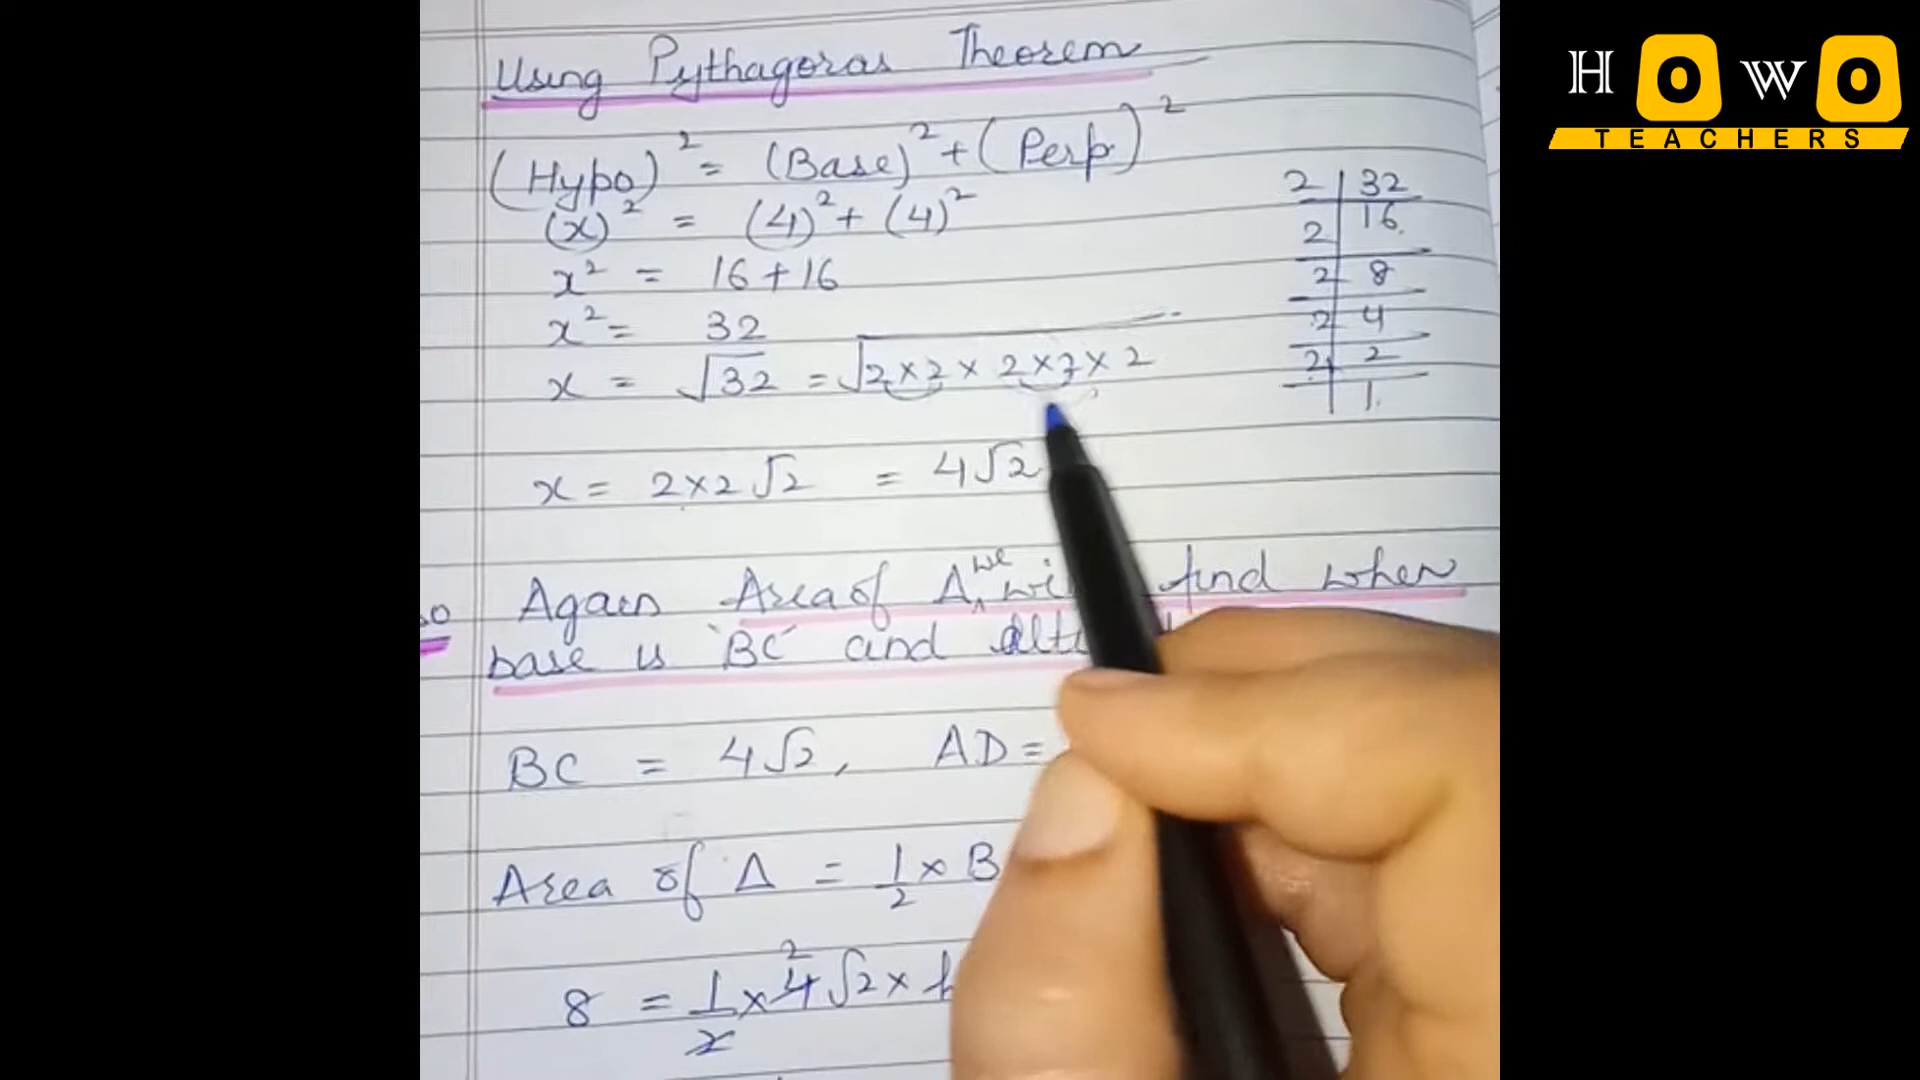 HOWO
TEACHERS
Using Pythagoras Theorem
(Hypo)² = (Base)² + (Perp)²
(x)² = (4)² + (4)²
x² = 16 + 16
x² = 32
x = √32 = √2×2×2×2×2
2 | 32
2 | 16
2 | 8
2 | 4
2 | 2
1
x = 2×2√2 = 4√2
Again Area of Δ we find when
base is 'BC' and
BC = 4√2, AD =
Area of Δ = 1/2 × B
8 = 1/2 × 4√2 ×
2